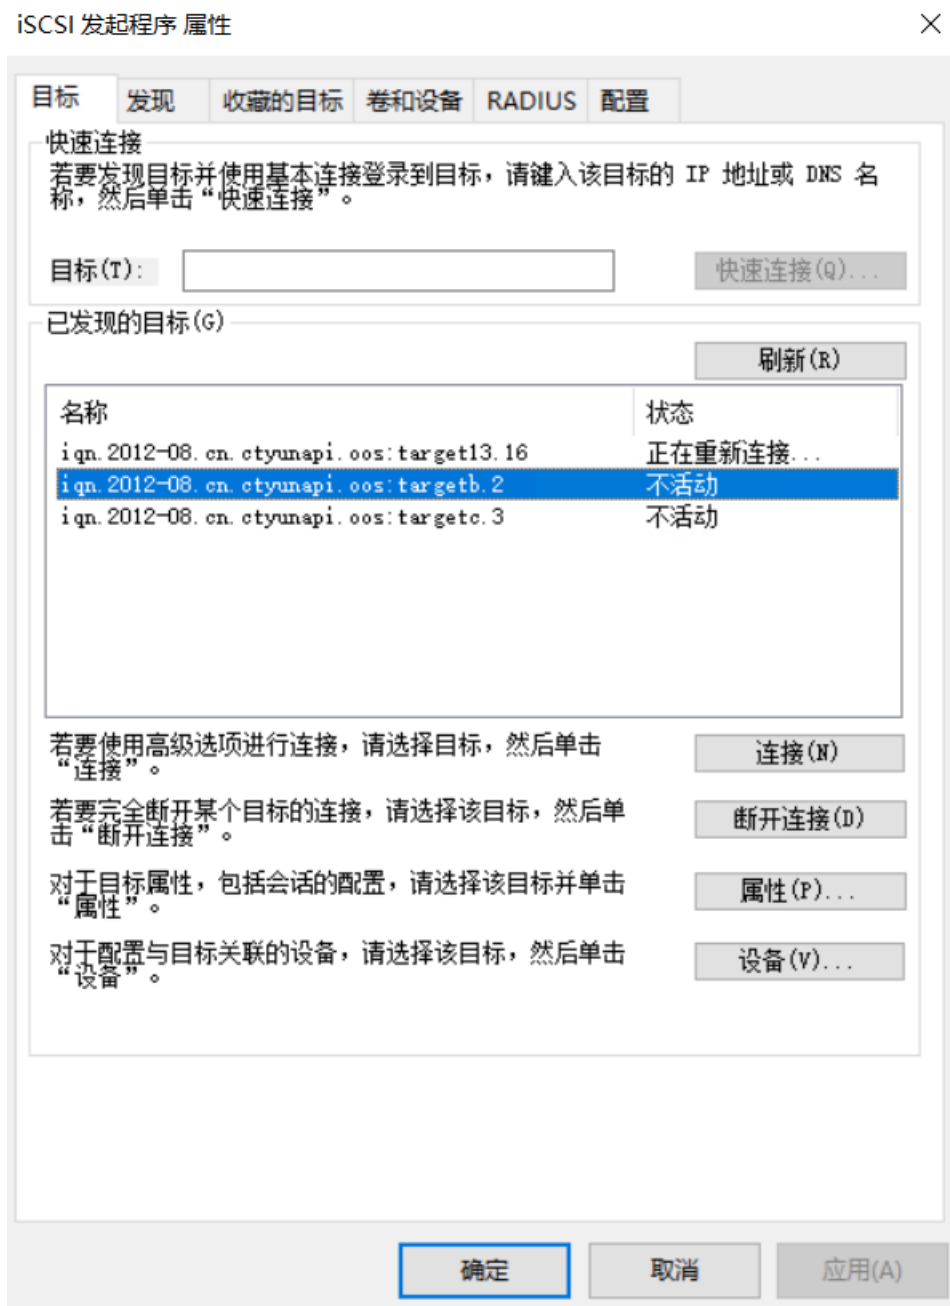 iSCSI 发起程序 属性
目标 发现 收藏的目标 卷和设备 RADIUS 配置
快速连接
若要发现目标并使用基本连接登录到目标，请键入该目标的 IP 地址或 DNS 名
称，然后单击“快速连接”。
目标(T): 快速连接(Q)...
已发现的目标(G)
刷新(R)
名称 状态
iqn.2012-08.cn.ctyunapi.oos:target13.16 正在重新连接...
iqn.2012-08.cn.ctyunapi.oos:targetb.2 不活动
iqn.2012-08.cn.ctyunapi.oos:targetc.3 不活动
若要使用高级选项进行连接，请选择目标，然后单击
“连接”。
连接(N)
若要完全断开某个目标的连接，请选择该目标，然后单
击“断开连接”。
断开连接(D)
对于目标属性，包括会话的配置，请选择该目标并单击
“属性”。
属性(P)...
对于配置与目标关联的设备，请选择该目标，然后单击
“设备”。
设备(V)...
确定 取消 应用(A)